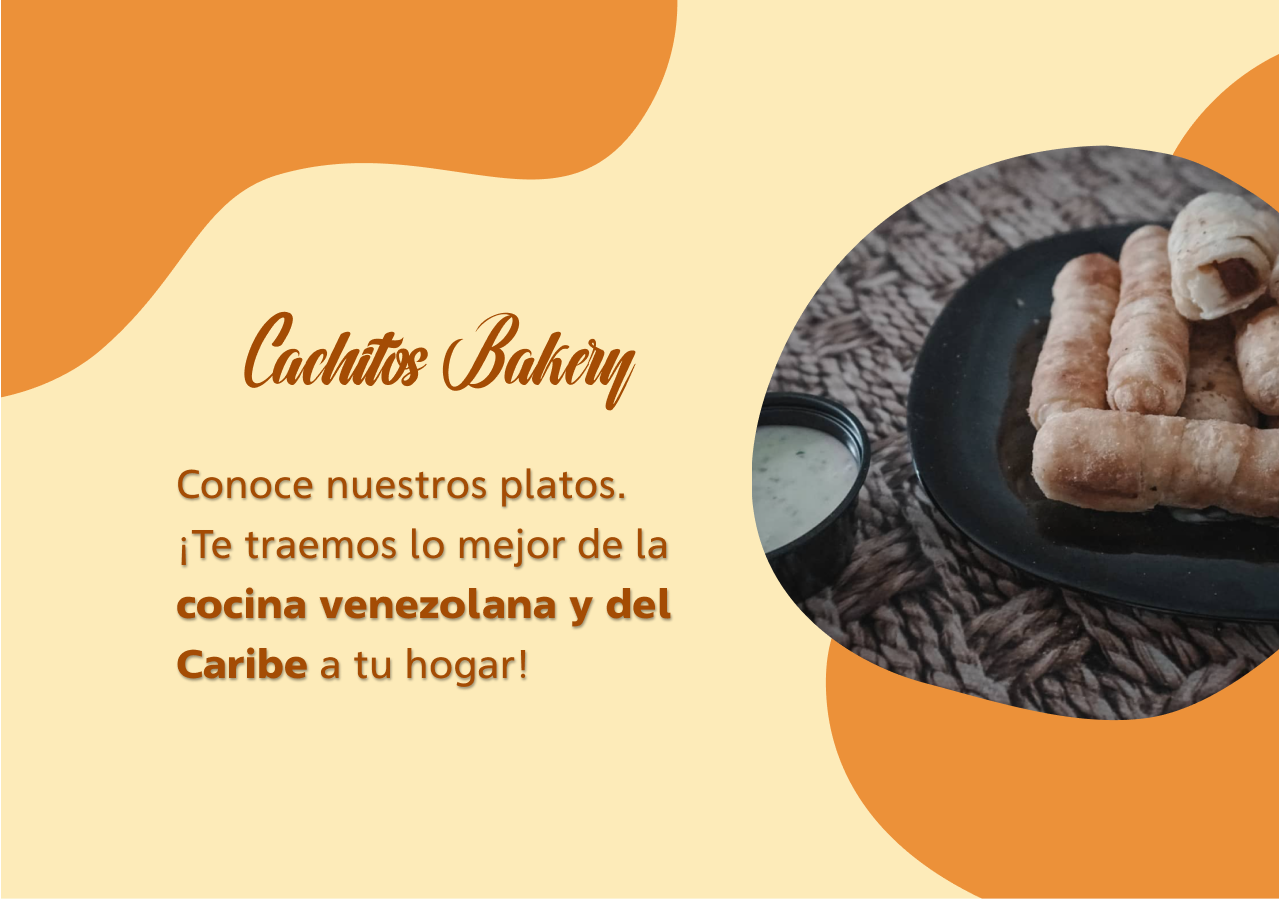 Cachitos Bakery
Conoce nuestros platos.
¡Te traemos lo mejor de la
cocina venezolana y del
Caribe a tu hogar!